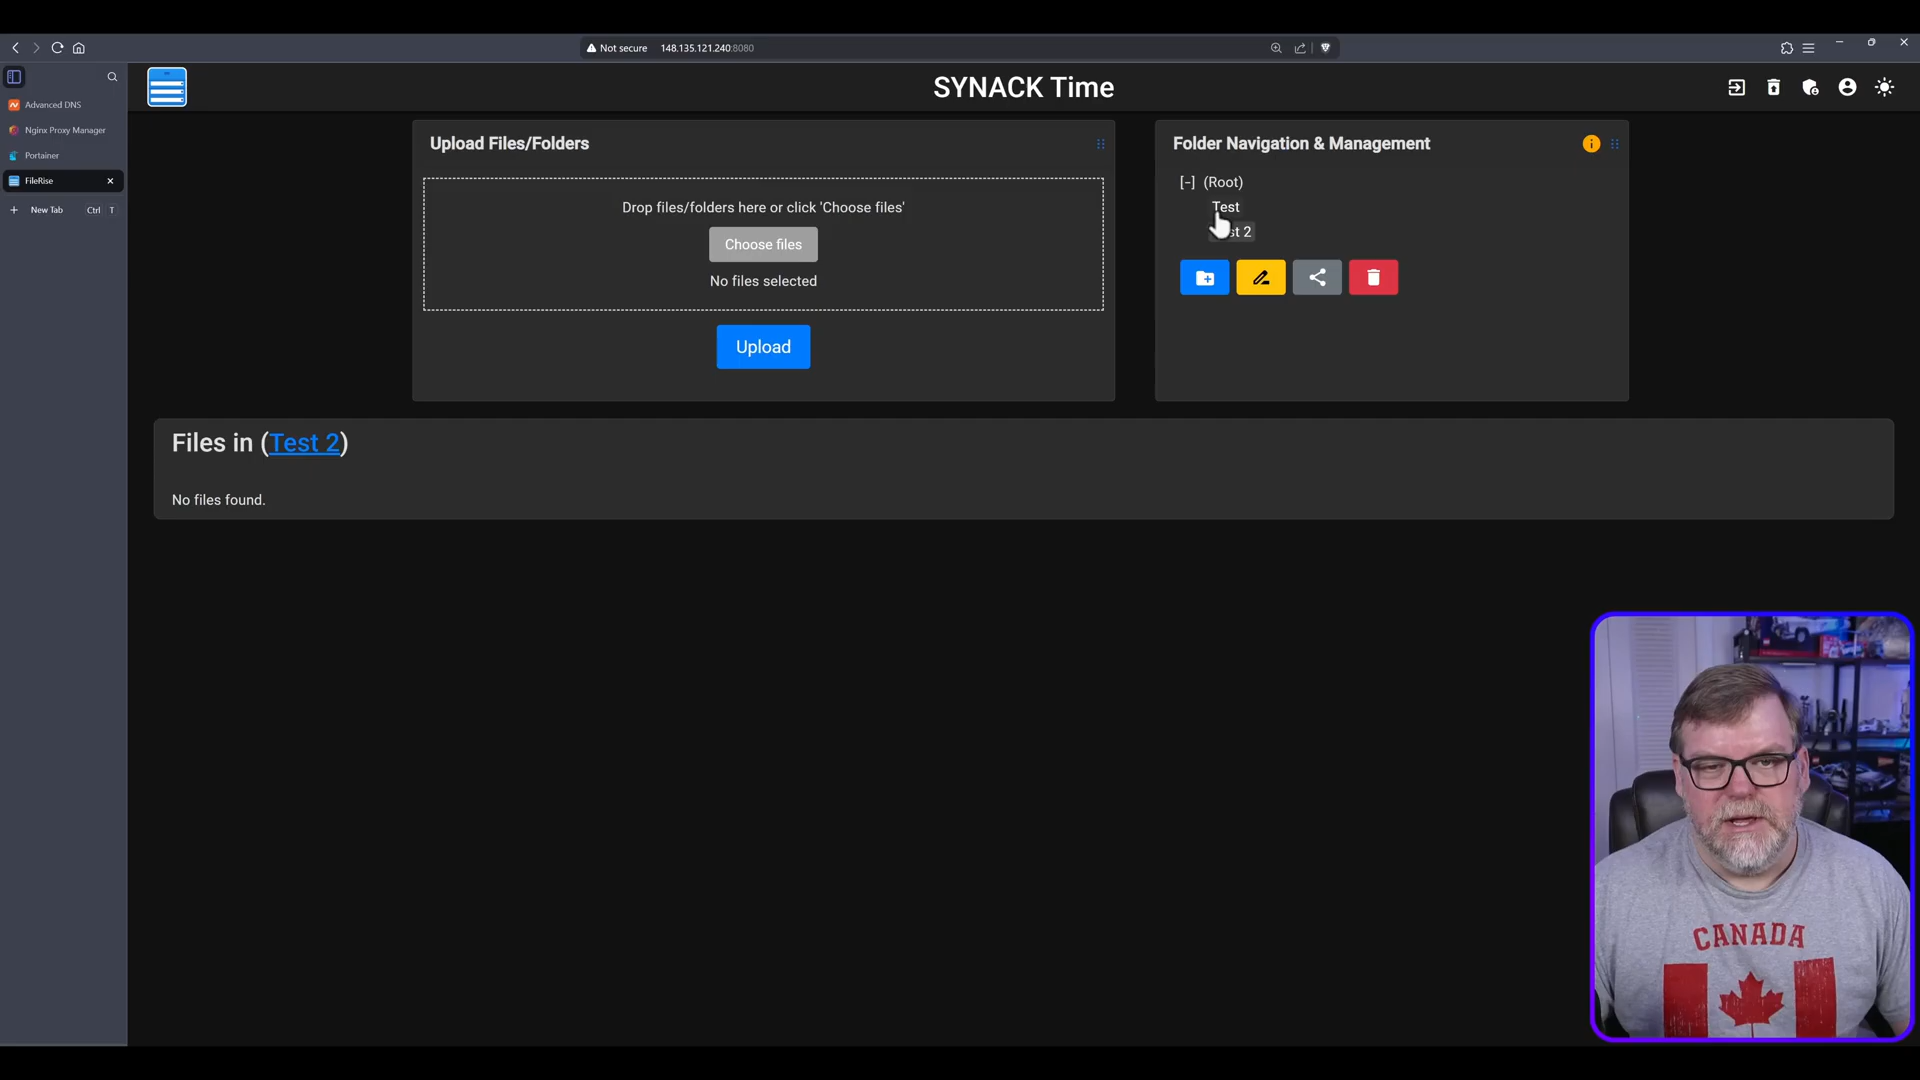 Not secure 148.135.121.240:8080
Advanced DNS
Nginx Proxy Manager
Portainer
FileRise
New Tab Ctrl T
SYNACK Time
Upload Files/Folders
Drop files/folders here or click 'Choose files'
Choose files
No files selected
Upload
Folder Navigation & Management
[-] (Root)
Test
st 2
Files in (Test 2)
No files found.
CANADA